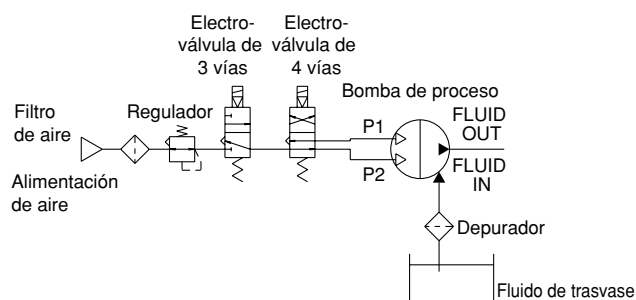 Electro-
válvula de
3 vías
Electro-
válvula de
4 vías
Bomba de proceso
Filtro
de aire
Regulador
P1
FLUID
OUT
FLUID
IN
P2
Alimentación
de aire
Depurador
Fluido de trasvase